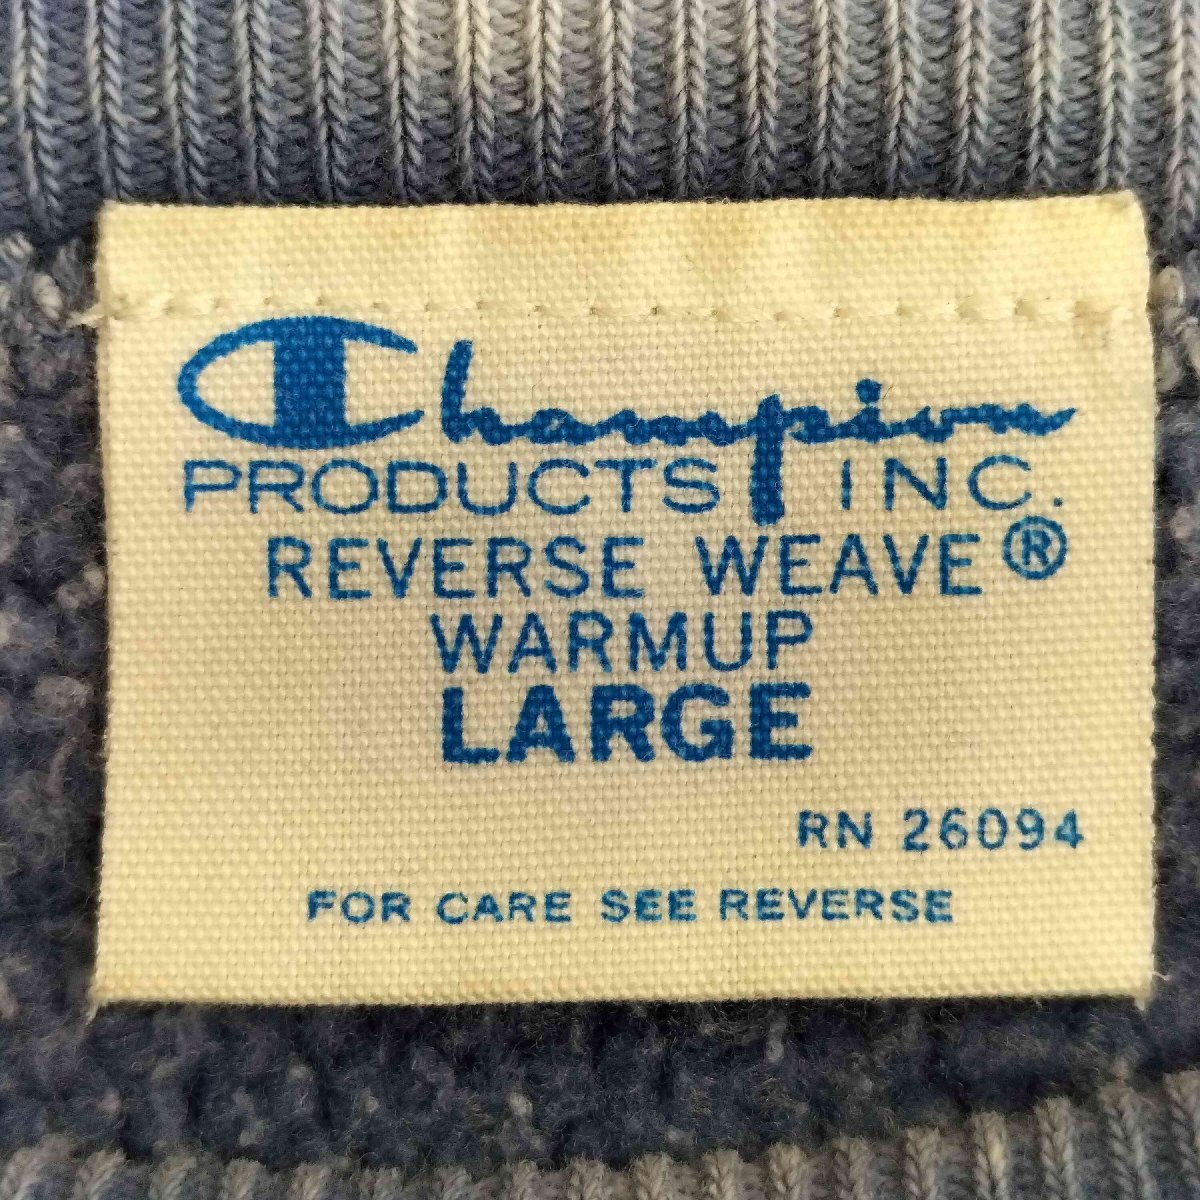 Champion
PRODUCTS INC.
REVERSE WEAVE®
WARMUP
LARGE
RN 26094
FOR CARE SEE REVERSE